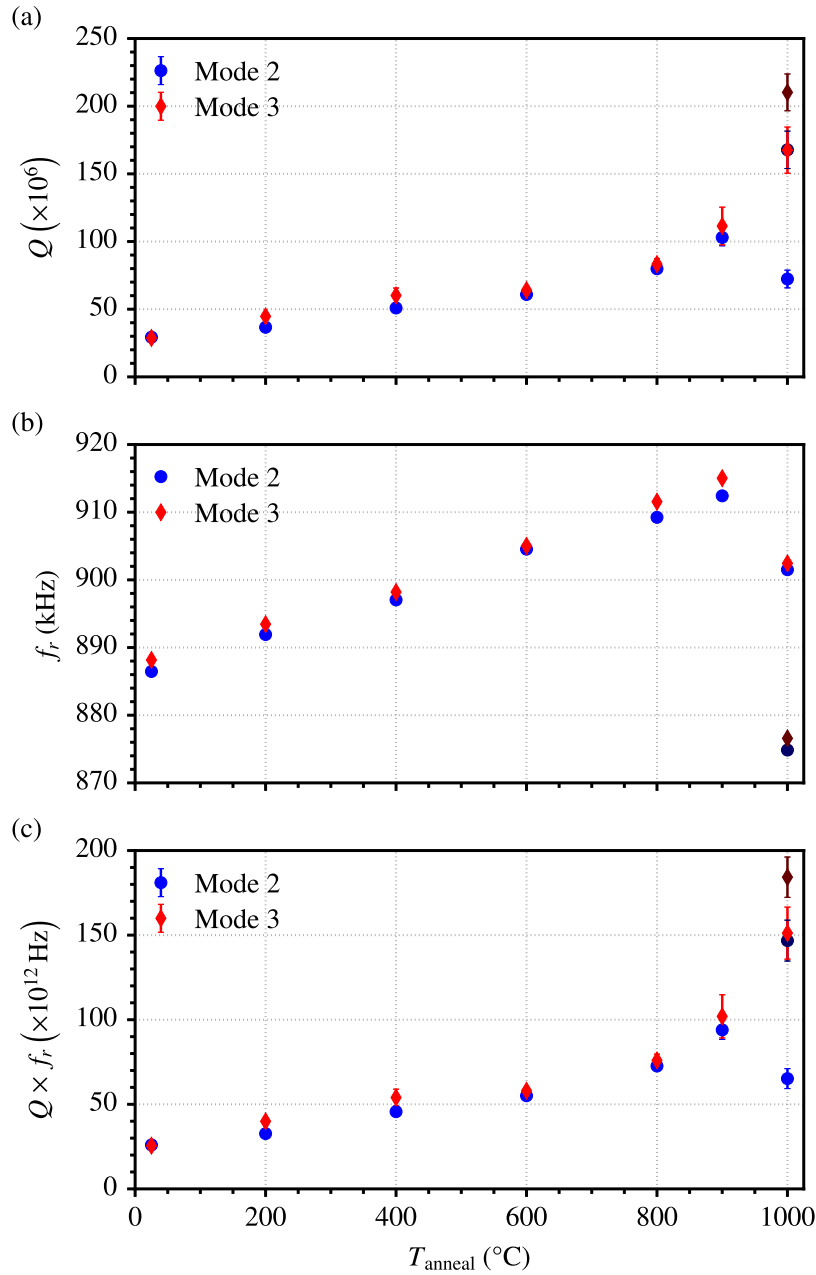 (a)
250
200
150
100
50
0
Q (×10⁶)
Mode 2
Mode 3
(b)
920
910
900
890
880
870
fᵣ (kHz)
Mode 2
Mode 3
(c)
200
150
100
50
0
Q × fᵣ (×10¹² Hz)
Mode 2
Mode 3
0 200 400 600 800 1000
T_anneal (°C)